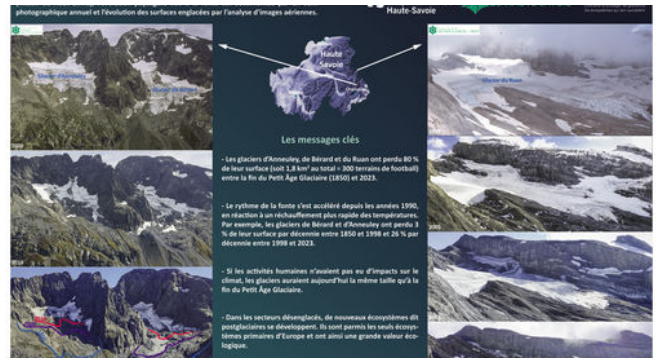 photographique annuel et l'évolution des surfaces englacées par l'analyse d'images aériennes.
Haute-Savoie
Glacier d'Anneuley
Glacier de Bérard
Haute
Savoie
Glacier du Ruan
Les messages clés
- Les glaciers d'Anneuley, de Bérard et du Ruan ont perdu 80 %
de leur surface (soit 1,8 km² au total = 300 terrains de football)
entre la fin du Petit Âge Glaciaire (1850) et 2023.
- Le rythme de la fonte s'est accéléré depuis les années 1990,
en réaction à un réchauffement plus rapide des températures.
Par exemple, les glaciers de Bérard et d'Anneuley ont perdu 3
% de leur surface par décennie entre 1850 et 1998 et 26 % par
décennie entre 1998 et 2023.
- Si les activités humaines n'avaient pas eu d'impacts sur le
climat, les glaciers auraient aujourd'hui la même taille qu'à la
fin du Petit Âge Glaciaire.
- Dans les secteurs désenglacés, de nouveaux écosystèmes dit
postglaciaires se développent. Ils sont parmis les seuls écosys-
tèmes primaires d'Europe et ont ainsi une grande valeur éco-
logique.